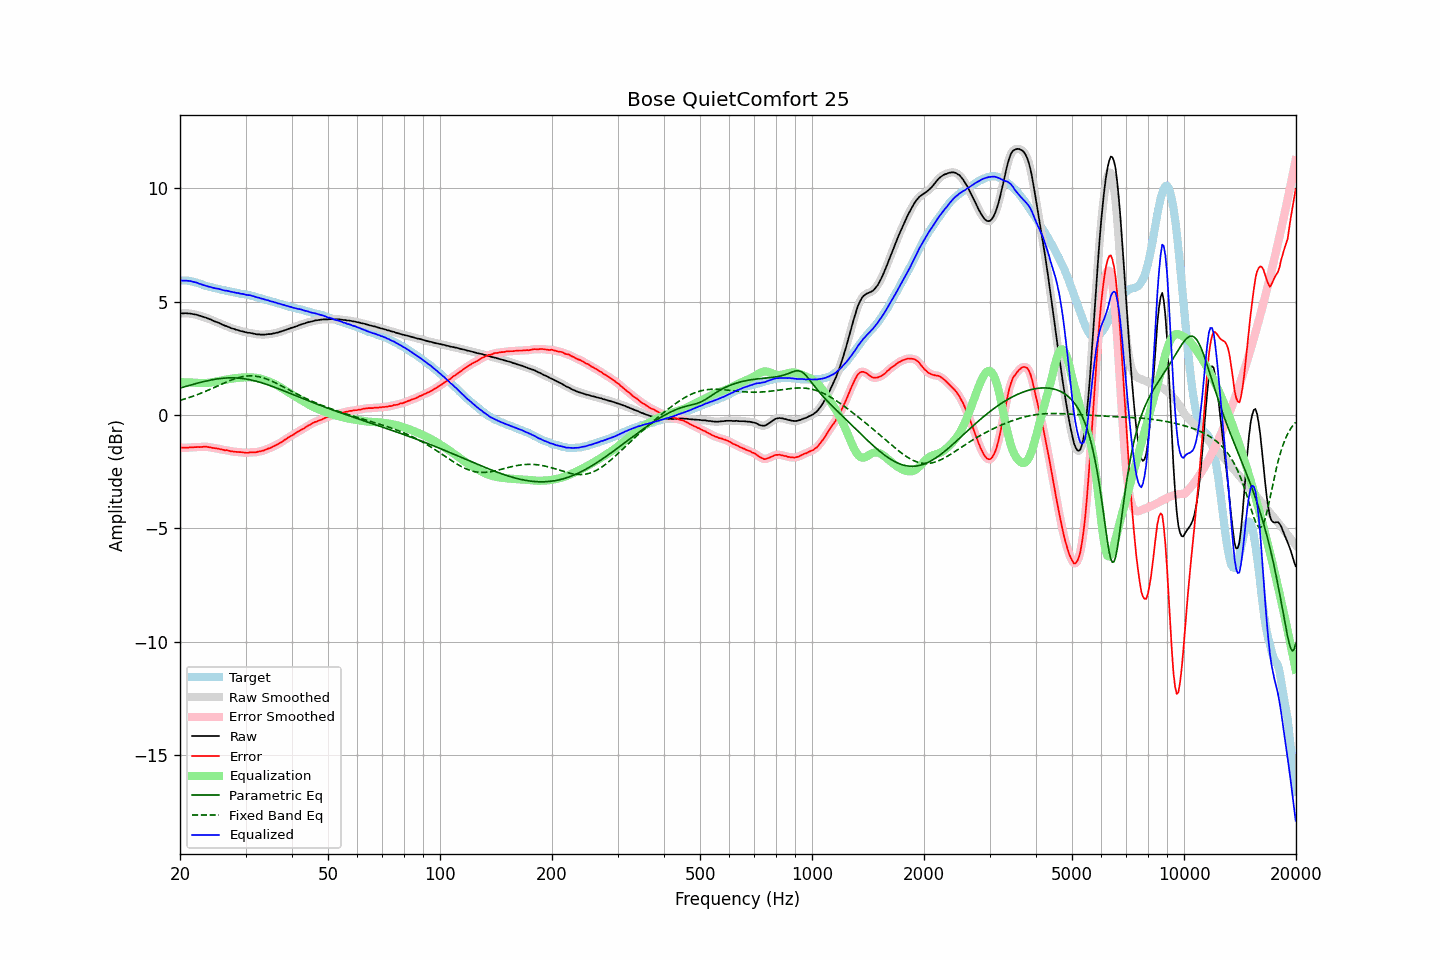 Bose QuietComfort 25
Amplitude (dBr)
10
5
0
−5
−10
−15
Target
Raw Smoothed
Error Smoothed
Raw
Error
Equalization
Parametric Eq
Fixed Band Eq
Equalized
20
50
100
200
500
1000
2000
5000
10000
20000
Frequency (Hz)